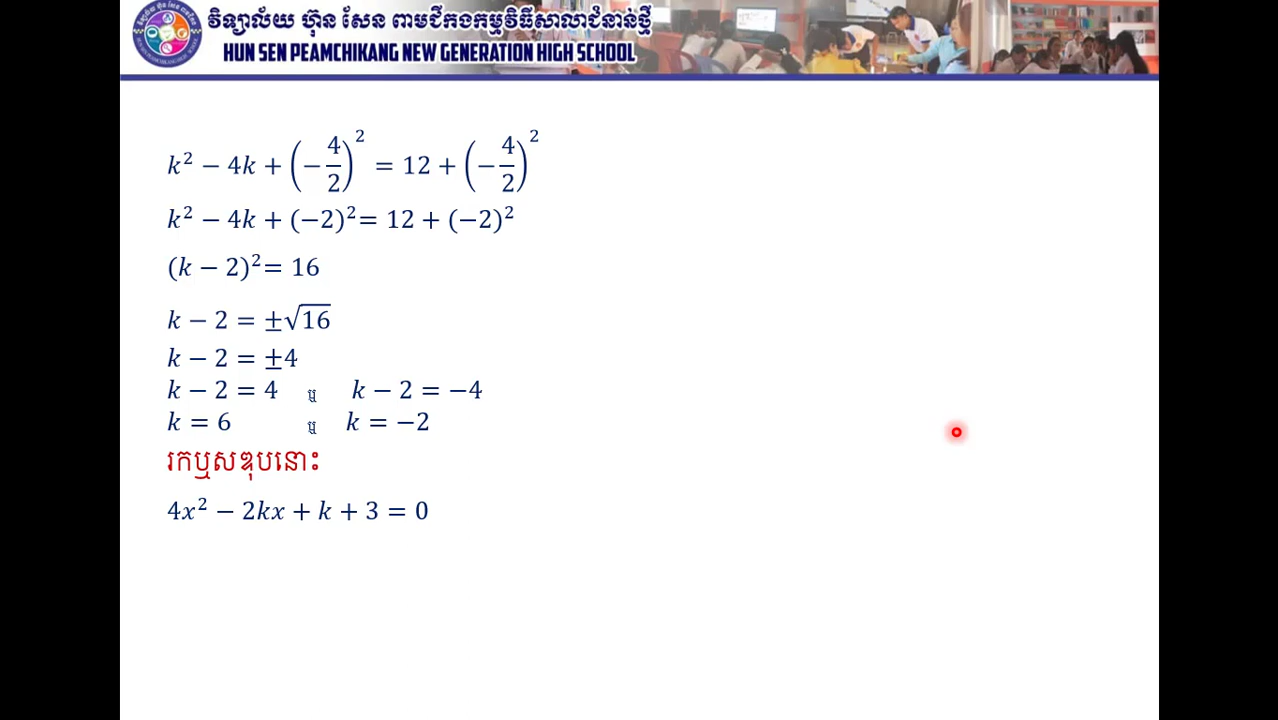 វិទ្យាល័យ ហ៊ុន សែន ពាមជីកងកម្មវិធីសាលាជំនាន់ថ្មី
HUN SEN PEAMCHIKANG NEW GENERATION HIGH SCHOOL
k² − 4k + (−4/2)² = 12 + (−4/2)²
k² − 4k + (−2)² = 12 + (−2)²
(k − 2)² = 16
k − 2 = ±√16
k − 2 = ±4
k − 2 = 4 ឬ k − 2 = −4
k = 6 ឬ k = −2
រកឬសឌុបនោះ
4x² − 2kx + k + 3 = 0